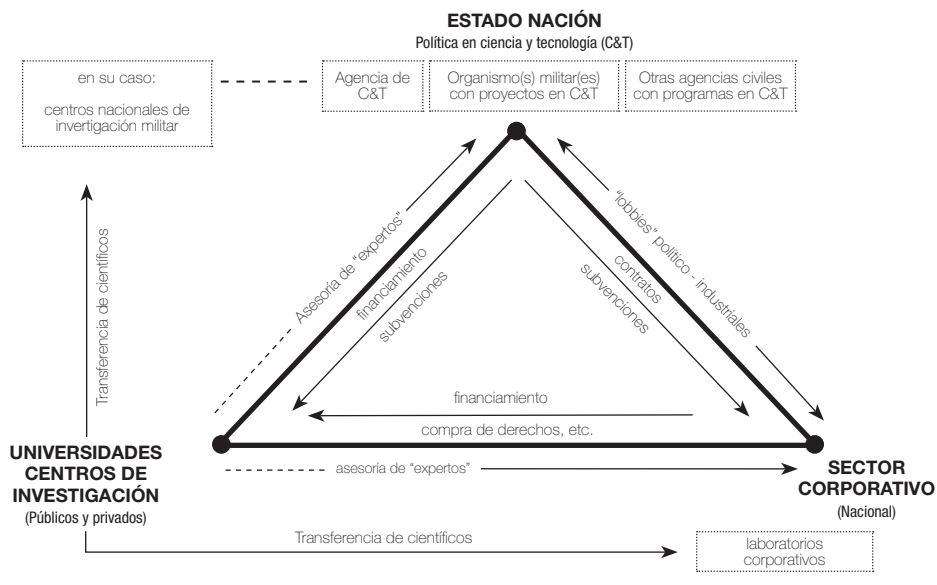 ESTADO NACIÓN
Política en ciencia y tecnología (C&T)
en su caso:
centros nacionales de
invertigación militar
Agencia de
C&T
Organismo(s) militar(es)
con proyectos en C&T
Otras agencias civiles
con programas en C&T
Transferencia de científicos
Asesoría de “expertos”
financiamiento
subvenciones
contratos
subvenciones
“lobbies” político - industriales
financiamiento
compra de derechos, etc.
asesoría de “expertos”
UNIVERSIDADES
CENTROS DE
INVESTIGACIÓN
(Públicos y privados)
SECTOR
CORPORATIVO
(Nacional)
Transferencia de científicos
laboratorios
corporativos